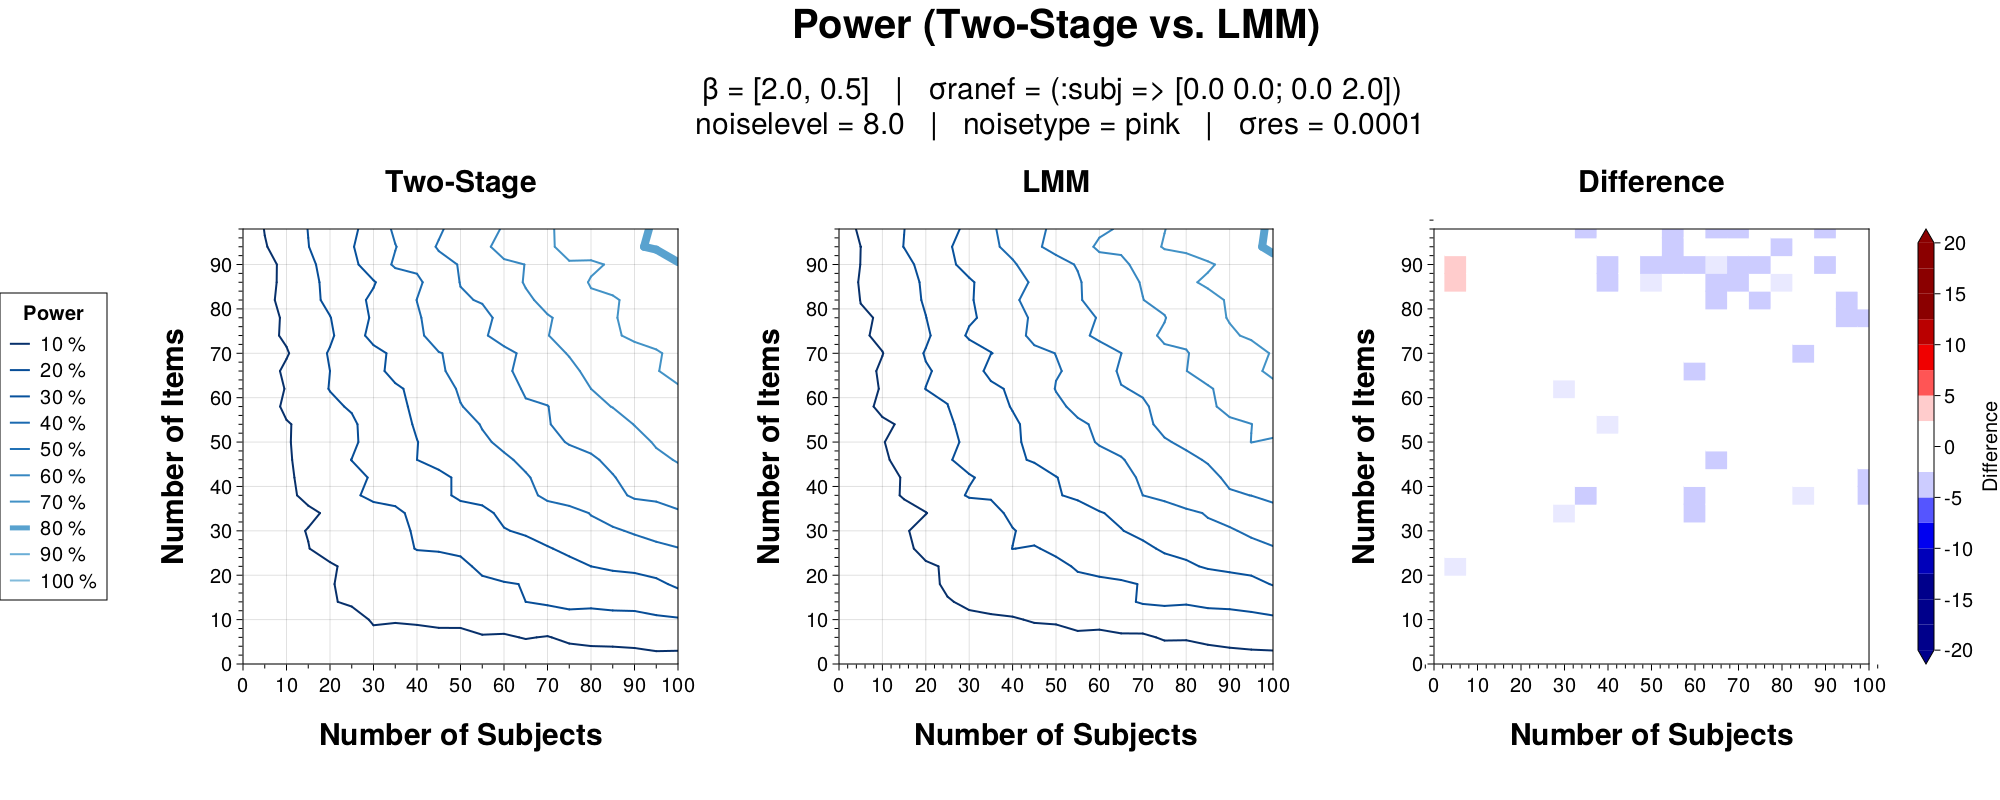 Power (Two-Stage vs. LMM)
β = [2.0, 0.5] | σranef = (:subj => [0.0 0.0; 0.0 2.0])
noiselevel = 8.0 | noisetype = pink | σres = 0.0001
Power
10 %
20 %
30 %
40 %
50 %
60 %
70 %
80 %
90 %
100 %
Two-Stage
Number of Items
90
80
70
60
50
40
30
20
10
0
0 10 20 30 40 50 60 70 80 90 100
Number of Subjects
LMM
Number of Items
90
80
70
60
50
40
30
20
10
0
0 10 20 30 40 50 60 70 80 90 100
Number of Subjects
Difference
Number of Items
90
80
70
60
50
40
30
20
10
0
0 10 20 30 40 50 60 70 80 90 100
Number of Subjects
20
15
10
5
0
-5
-10
-15
-20
Difference